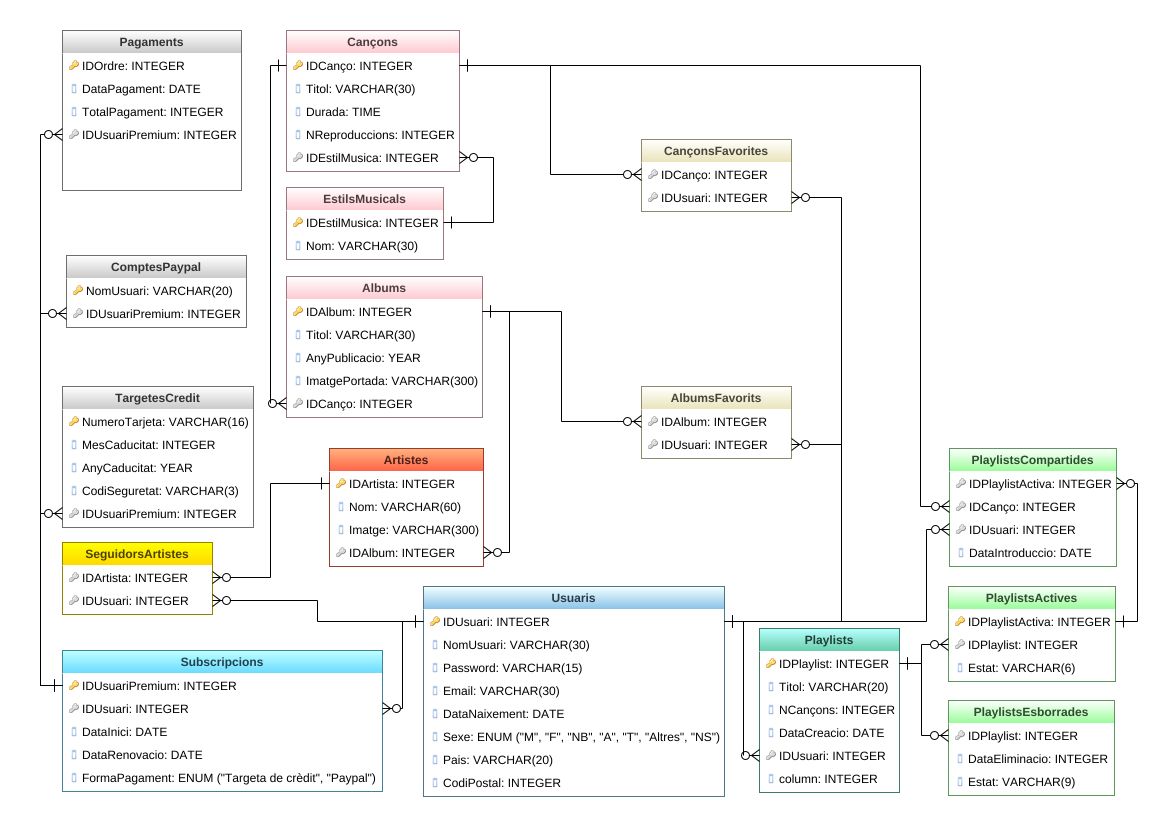 Pagaments
IDOrdre: INTEGER
DataPagament: DATE
TotalPagament: INTEGER
IDUsuariPremium: INTEGER
ComptesPaypal
NomUsuari: VARCHAR(20)
IDUsuariPremium: INTEGER
TargetesCredit
NumeroTarjeta: VARCHAR(16)
MesCaducitat: INTEGER
AnyCaducitat: YEAR
CodiSeguretat: VARCHAR(3)
IDUsuariPremium: INTEGER
SeguidorsArtistes
IDArtista: INTEGER
IDUsuari: INTEGER
Subscripcions
IDUsuariPremium: INTEGER
IDUsuari: INTEGER
DataInici: DATE
DataRenovacio: DATE
FormaPagament: ENUM ("Targeta de crèdit", "Paypal")
Cançons
IDCanço: INTEGER
Titol: VARCHAR(30)
Durada: TIME
NReproduccions: INTEGER
IDEstilMusica: INTEGER
EstilsMusicals
IDEstilMusica: INTEGER
Nom: VARCHAR(30)
Albums
IDAlbum: INTEGER
Titol: VARCHAR(30)
AnyPublicacio: YEAR
ImatgePortada: VARCHAR(300)
IDCanço: INTEGER
Artistes
IDArtista: INTEGER
Nom: VARCHAR(60)
Imatge: VARCHAR(300)
IDAlbum: INTEGER
Usuaris
IDUsuari: INTEGER
NomUsuari: VARCHAR(30)
Password: VARCHAR(15)
Email: VARCHAR(30)
DataNaixement: DATE
Sexe: ENUM ("M", "F", "NB", "A", "T", "Altres", "NS")
Pais: VARCHAR(20)
CodiPostal: INTEGER
CançonsFavorites
IDCanço: INTEGER
IDUsuari: INTEGER
AlbumsFavorits
IDAlbum: INTEGER
IDUsuari: INTEGER
Playlists
IDPlaylist: INTEGER
Titol: VARCHAR(20)
NCançons: INTEGER
DataCreacio: DATE
IDUsuari: INTEGER
column: INTEGER
PlaylistsCompartides
IDPlaylistActiva: INTEGER
IDCanço: INTEGER
IDUsuari: INTEGER
DataIntroduccio: DATE
PlaylistsActives
IDPlaylistActiva: INTEGER
IDPlaylist: INTEGER
Estat: VARCHAR(6)
PlaylistsEsborrades
IDPlaylist: INTEGER
DataEliminacio: INTEGER
Estat: VARCHAR(9)